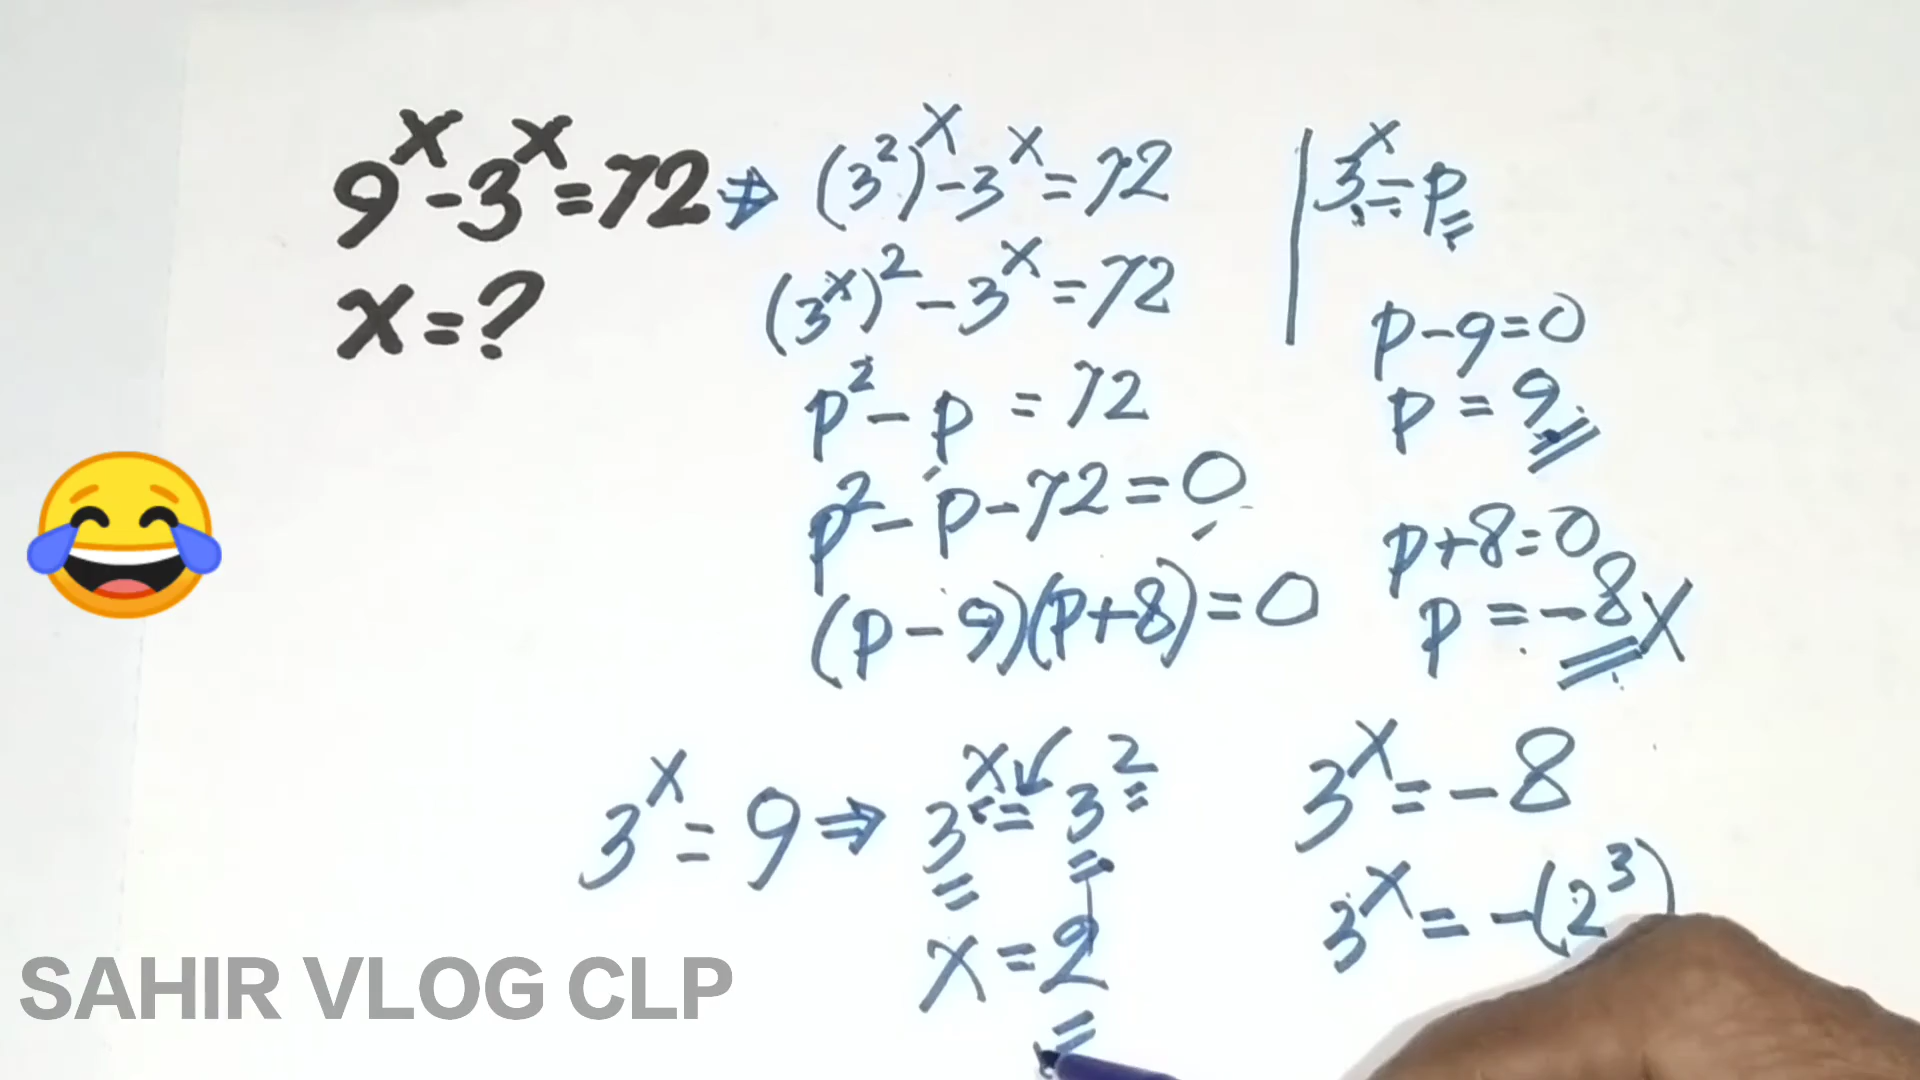 9^x - 3^x = 72 ⇒ (3^2)^x - 3^x = 72
x = ?
(3^x)^2 - 3^x = 72
p^2 - p = 72
p^2 - p - 72 = 0
(p - 9)(p + 8) = 0
3^x = p
p - 9 = 0
p = 9
p + 8 = 0
p = -8 X
3^x = 9 ⇒ 3^x = 3^2
x = 2
3^x = -8
3^x = -(2^3)
SAHIR VLOG CLP